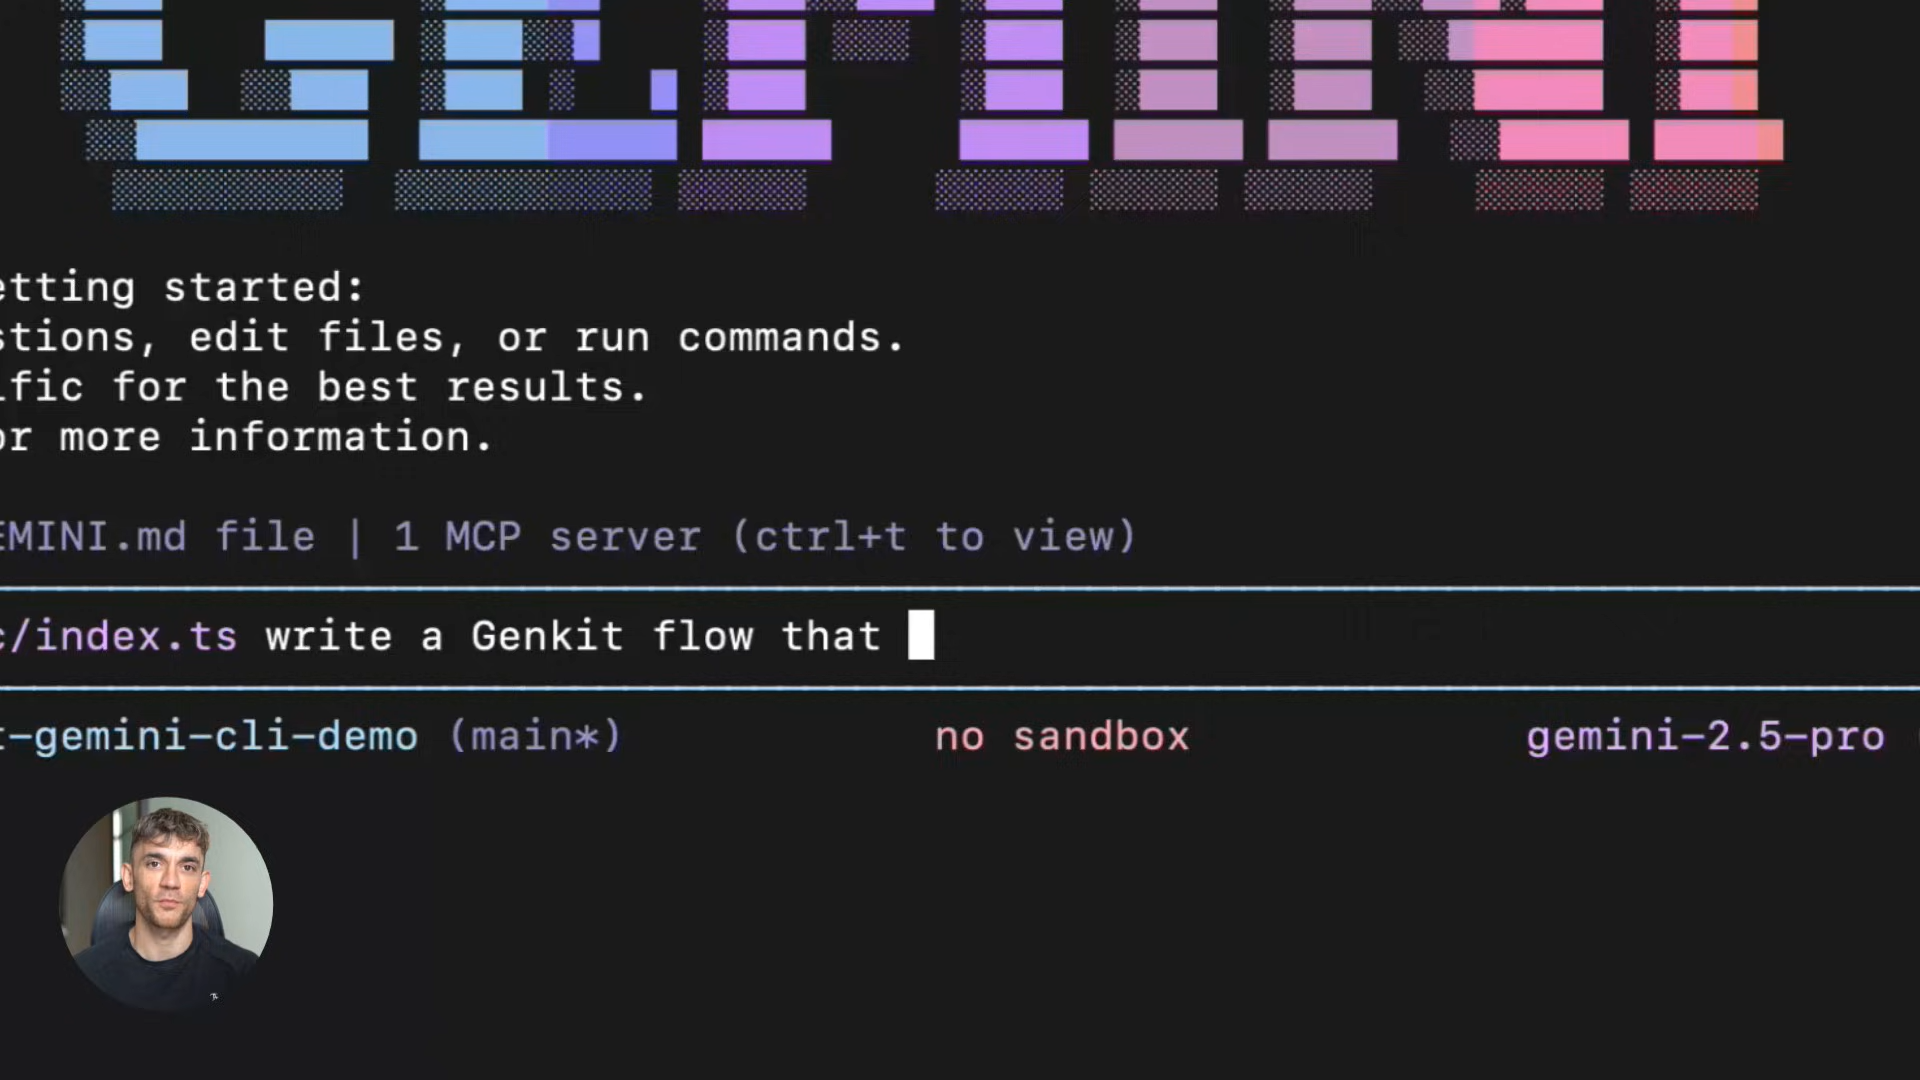 GEMINI
etting started:
stions, edit files, or run commands.
ific for the best results.
or more information.
EMINI.md file | 1 MCP server (ctrl+t to view)
c/index.ts write a Genkit flow that
t-gemini-cli-demo (main*) no sandbox gemini-2.5-pro